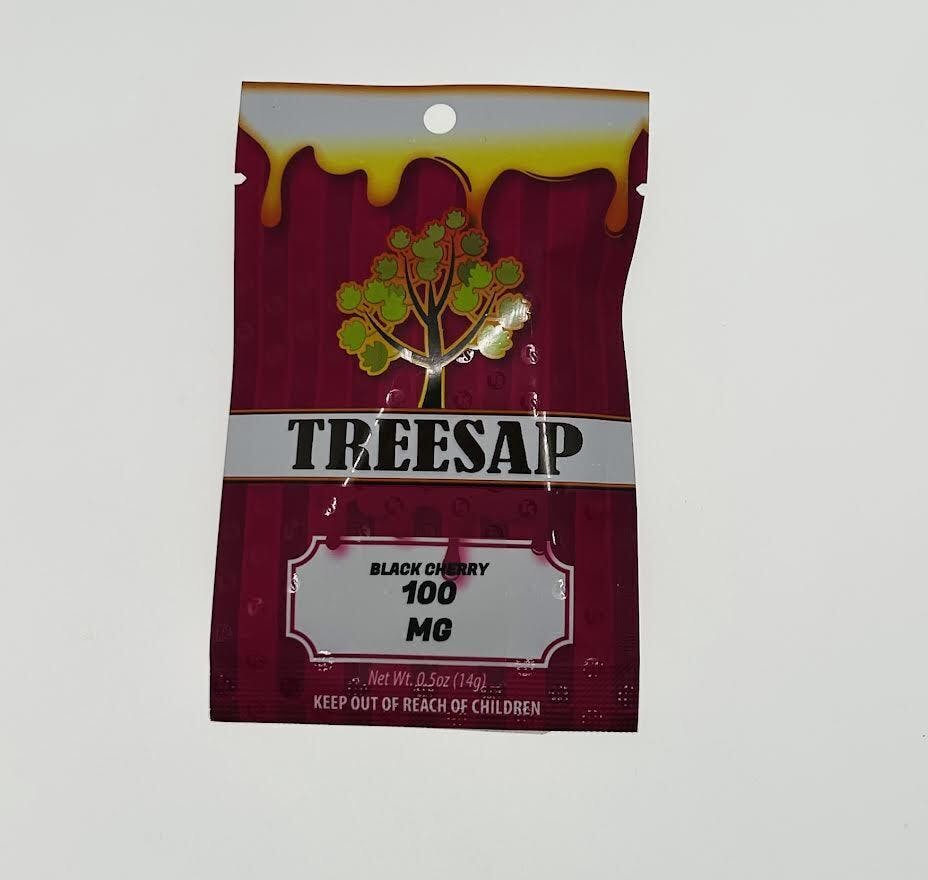 TREESAP
BLACK CHERRY
100
MG
Net Wt. 0.5oz (14g)
KEEP OUT OF REACH OF CHILDREN